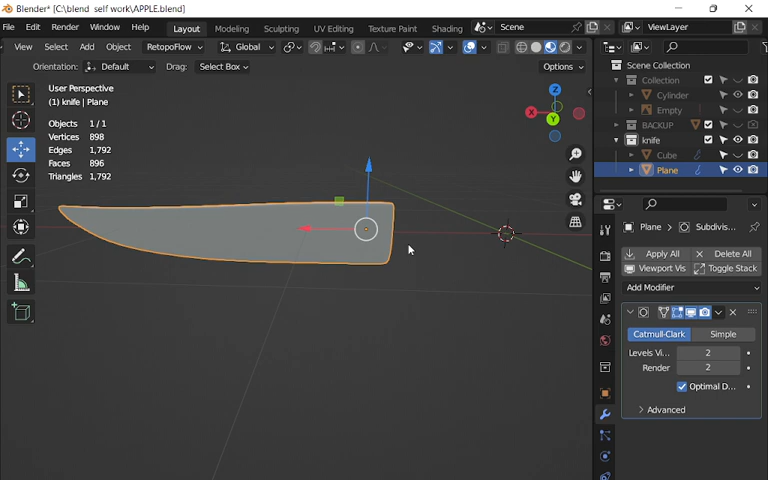 Blender* [C:\blend self work\APPLE.blend]
File Edit Render Window Help Layout Modeling Sculpting UV Editing Texture Paint Shading Scene ViewLayer
View Select Add Object RetopoFlow Global
Orientation: Default Drag: Select Box Options
User Perspective
(1) knife | Plane
Objects 1 / 1
Vertices 898
Edges 1,792
Faces 896
Triangles 1,792
Z
X
Y
Scene Collection
Collection
Cylinder
Empty
BACKUP
knife
Cube
Plane
Plane Subdivis...
Apply All Delete All
Viewport Vis Toggle Stack
Add Modifier
Catmull-Clark Simple
Levels Vi... 2
Render 2
Optimal D...
Advanced